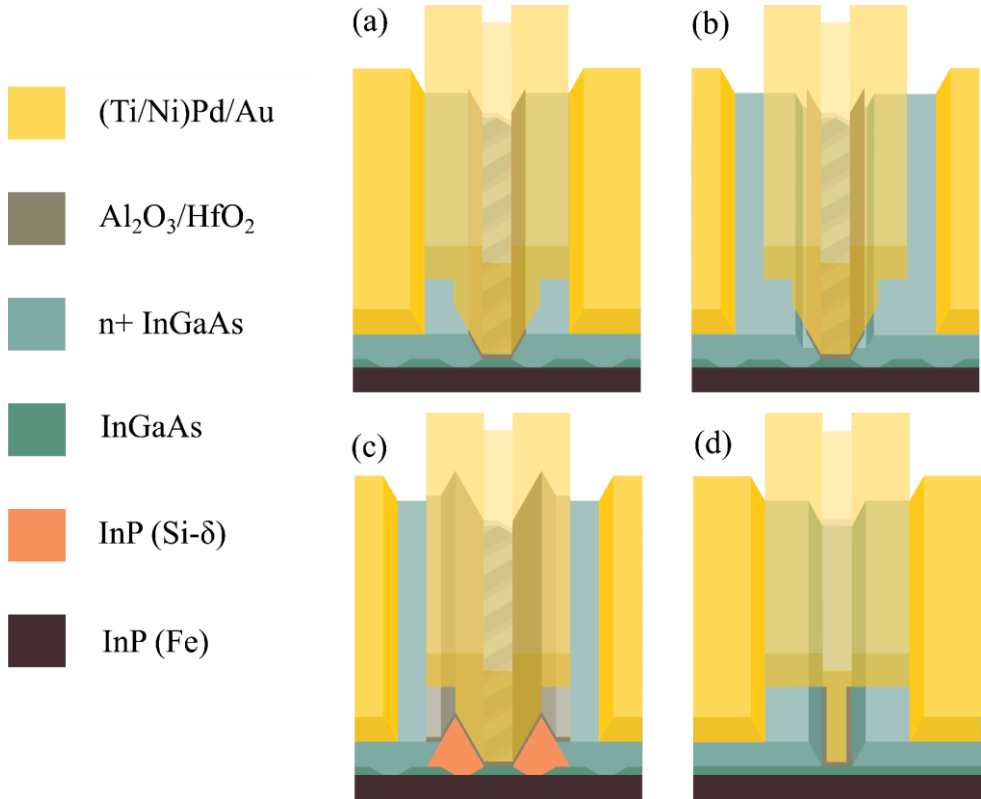 (a)
(b)
(Ti/Ni)Pd/Au
Al₂O₃/HfO₂
n+ InGaAs
(c)
(d)
InGaAs
InP (Si-δ)
InP (Fe)